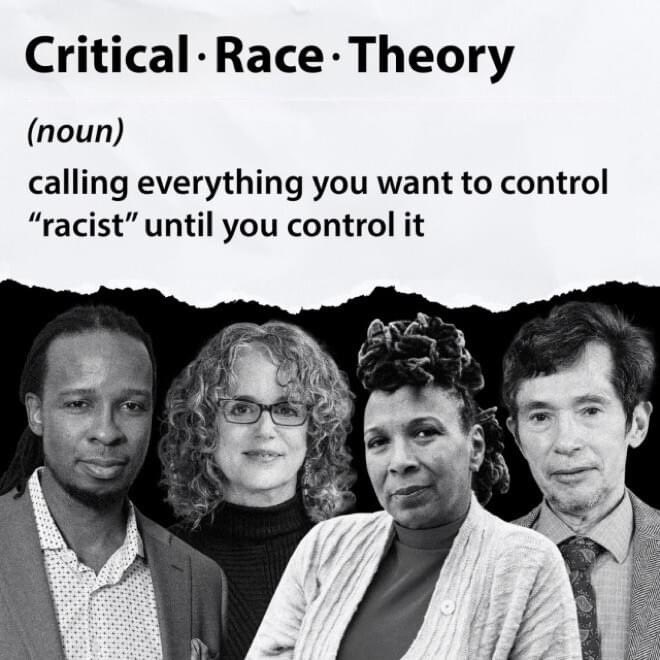 Critical · Race · Theory
(noun)
calling everything you want to control
“racist” until you control it